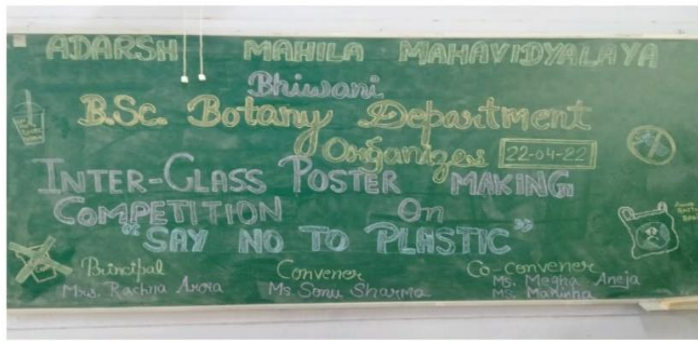 ADARSH MAHILA MAHAVIDYALAYA
Bhiwani
B.Sc. Botany Department
Organizes 22-04-22
INTER-CLASS POSTER MAKING
COMPETITION On
"SAY NO TO PLASTIC"
Principal Convener Co-convener
Mrs. Rachna Arora Ms. Sonu Sharma Ms. Megha Aneja
Ms.